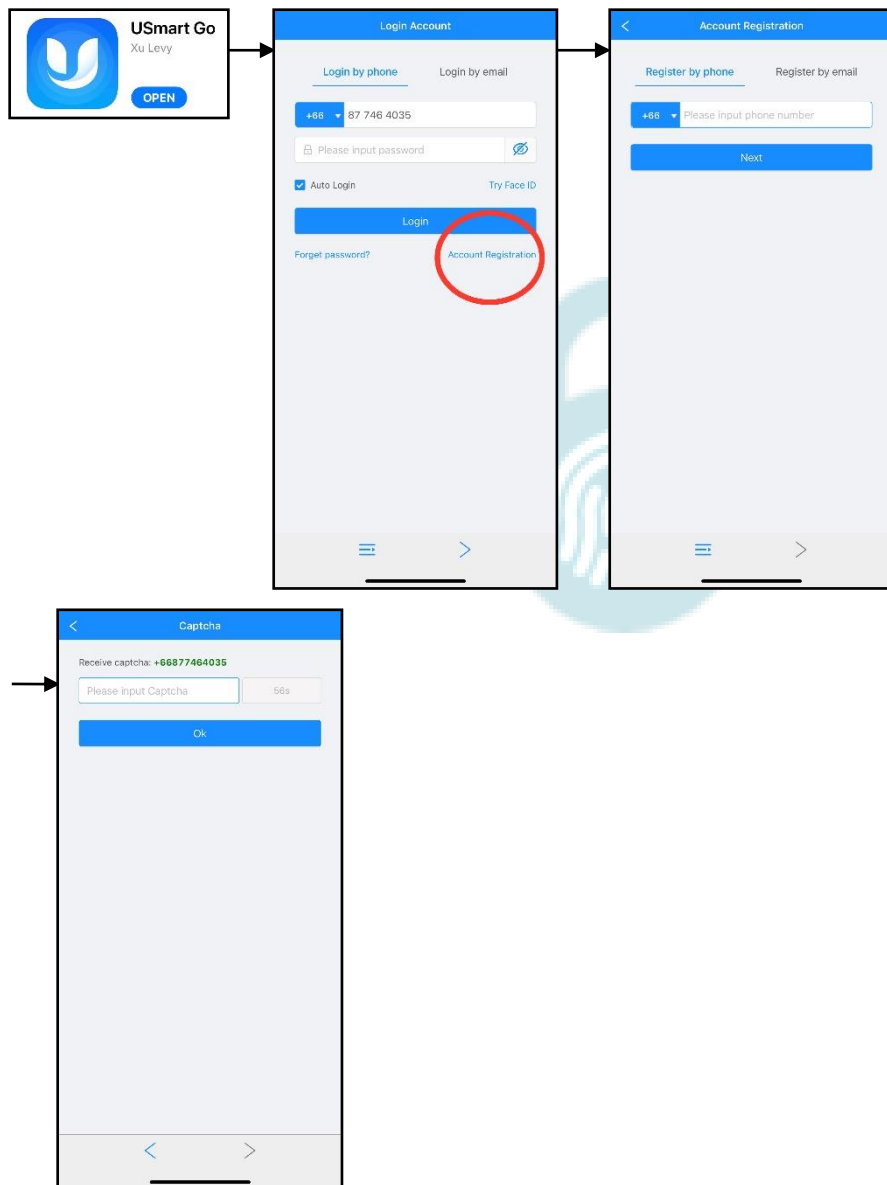 USmart Go
Xu Levy
OPEN
Login Account
Login by phone Login by email
+66 87 746 4035
Please input password
Auto Login Try Face ID
Login
Forget password? Account Registration
Account Registration
Register by phone Register by email
+66 Please input phone number
Next
Captcha
Receive captcha: +66877464035
Please input Captcha 56s
Ok